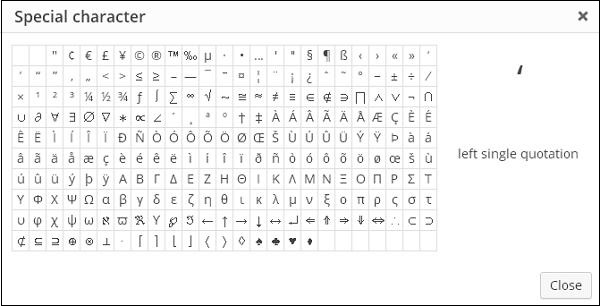 Special character ×
" ¢ € £ ¥ © ® ™ ‰ µ · • … ′ ″ § ¶ ß ‹ › « » ‘
’ “ ” ‚ „ < > ≤ ≥ – — ¯ ‾ ¤ ¦ ¨ ¡ ¿ ˆ ˜ ° − ± ÷ ⁄
× ¹ ² ³ ¼ ½ ¾ ƒ ∫ ∑ ∞ √ ∼ ≅ ≈ ≠ ≡ ∈ ∉ ∋ ∏ ∧ ∨ ¬ ∩
∪ ∂ ∀ ∃ ∅ ∇ ∗ ∝ ∠ ´ ¸ ª º † ‡ À Á Â Ã Ä Å Æ Ç È É
Ê Ë Ì Í Î Ï Ð Ñ Ò Ó Ô Õ Ö Ø Œ Š Ù Ú Û Ü Ý Ÿ Þ à á
â ã ä å æ ç è é ê ë ì í î ï ð ñ ò ó ô õ ö ø œ š ù
ú û ü ý þ ÿ Α Β Γ Δ Ε Ζ Η Θ Ι Κ Λ Μ Ν Ξ Ο Π Ρ Σ Τ
Υ Φ Χ Ψ Ω α β γ δ ε ζ η θ ι κ λ μ ν ξ ο π ρ ς σ τ
υ φ χ ψ ω ℵ ϖ ℜ ϒ ℘ ℑ ← ↑ → ↓ ↔ ↵ ⇐ ⇑ ⇒ ⇓ ⇔ ∴ ⊂ ⊃
⊄ ⊆ ⊇ ⊕ ⊗ ⊥ ⋅ ⌈ ⌉ ⌊ ⌋ 〈 〉 ◊ ♠ ♣ ♥ ♦
‘
left single quotation
Close